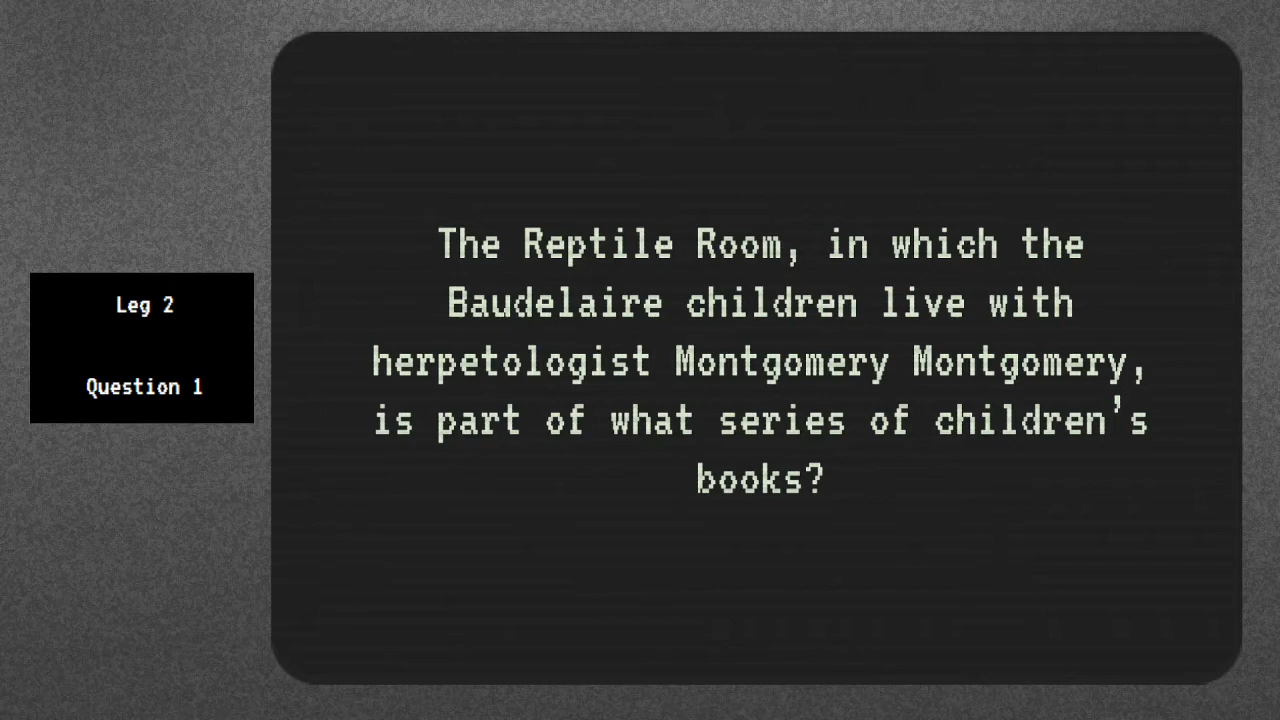 Leg 2
Question 1
The Reptile Room, in which the
Baudelaire children live with
herpetologist Montgomery Montgomery,
is part of what series of children's
books?